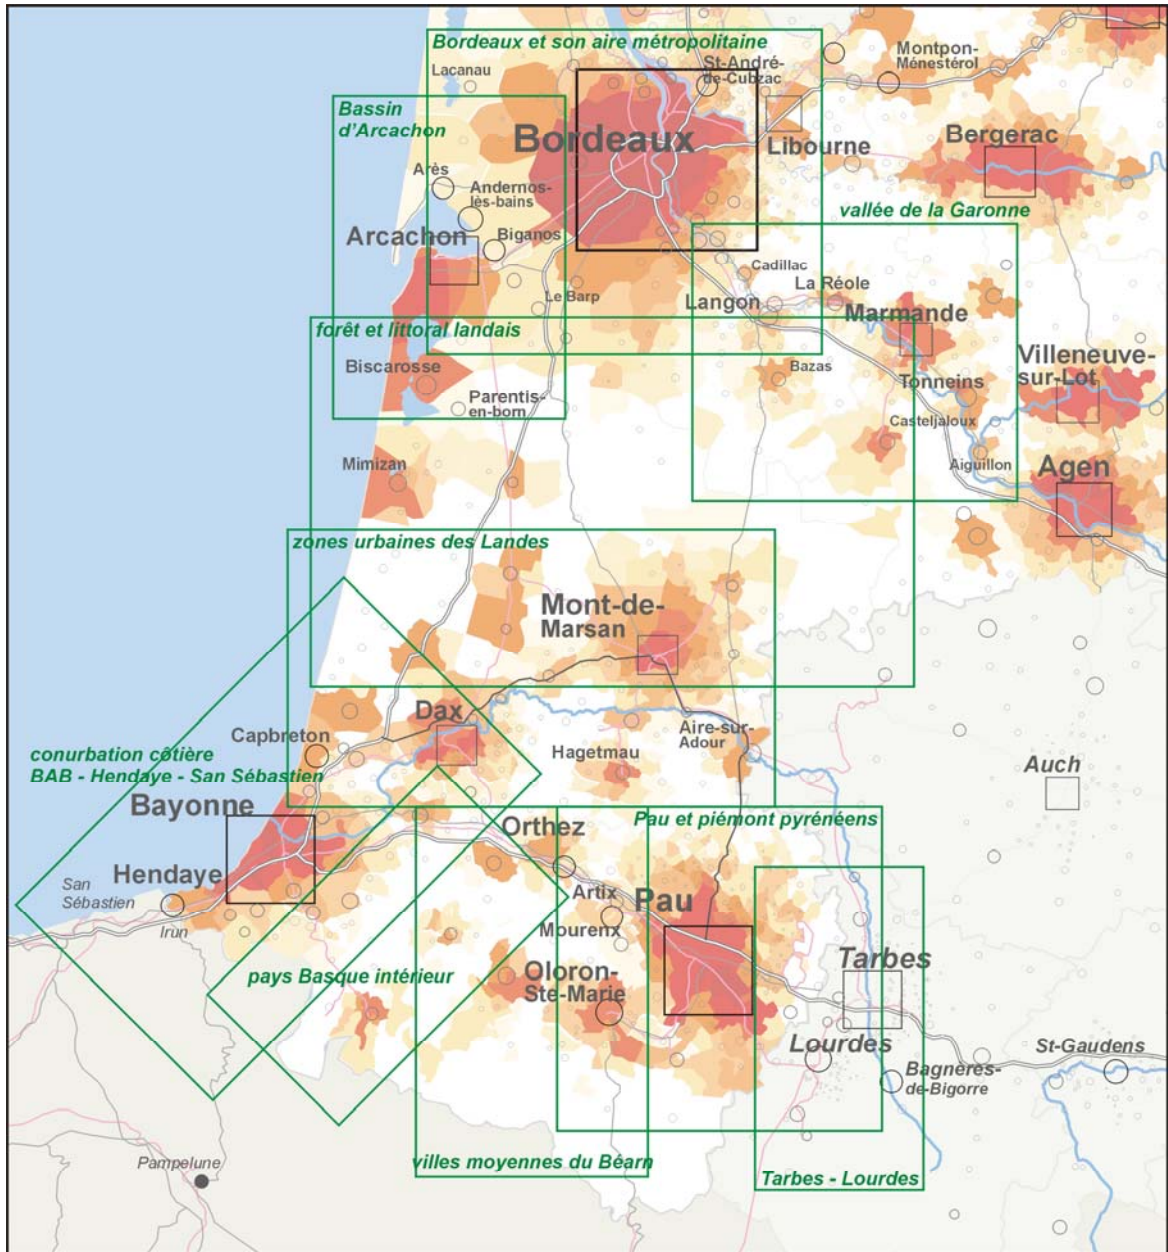 Bordeaux et son aire métropolitaine
Montpon-
Ménestérol
St-André-
de-Cubzac
Lacanau
Bassin
d'Arcachon
Bordeaux
Libourne
Bergerac
Arès
Andernos-
lès-bains
vallée de la Garonne
Arcachon
Biganos
Cadillac
La Réole
Le Barp
Langon
Marmande
forêt et littoral landais
Villeneuve-
sur-Lot
Biscarosse
Bazas
Tonneins
Parentis-
en-born
Casteljaloux
Mimizan
Aiguillon
Agen
zones urbaines des Landes
Mont-de-
Marsan
Dax
Capbreton
Aire-sur-
Adour
conurbation côtière
BAB - Hendaye - San Sébastien
Hagetmau
Auch
Bayonne
Orthez
Pau et piémont pyrénéens
Hendaye
San
Sébastien
Artix
Pau
Irun
Mourenx
Tarbes
pays Basque intérieur
Oloron-
Ste-Marie
Lourdes
St-Gaudens
Bagnères-
de-Bigorre
Pampelune
villes moyennes du Béarn
Tarbes - Lourdes